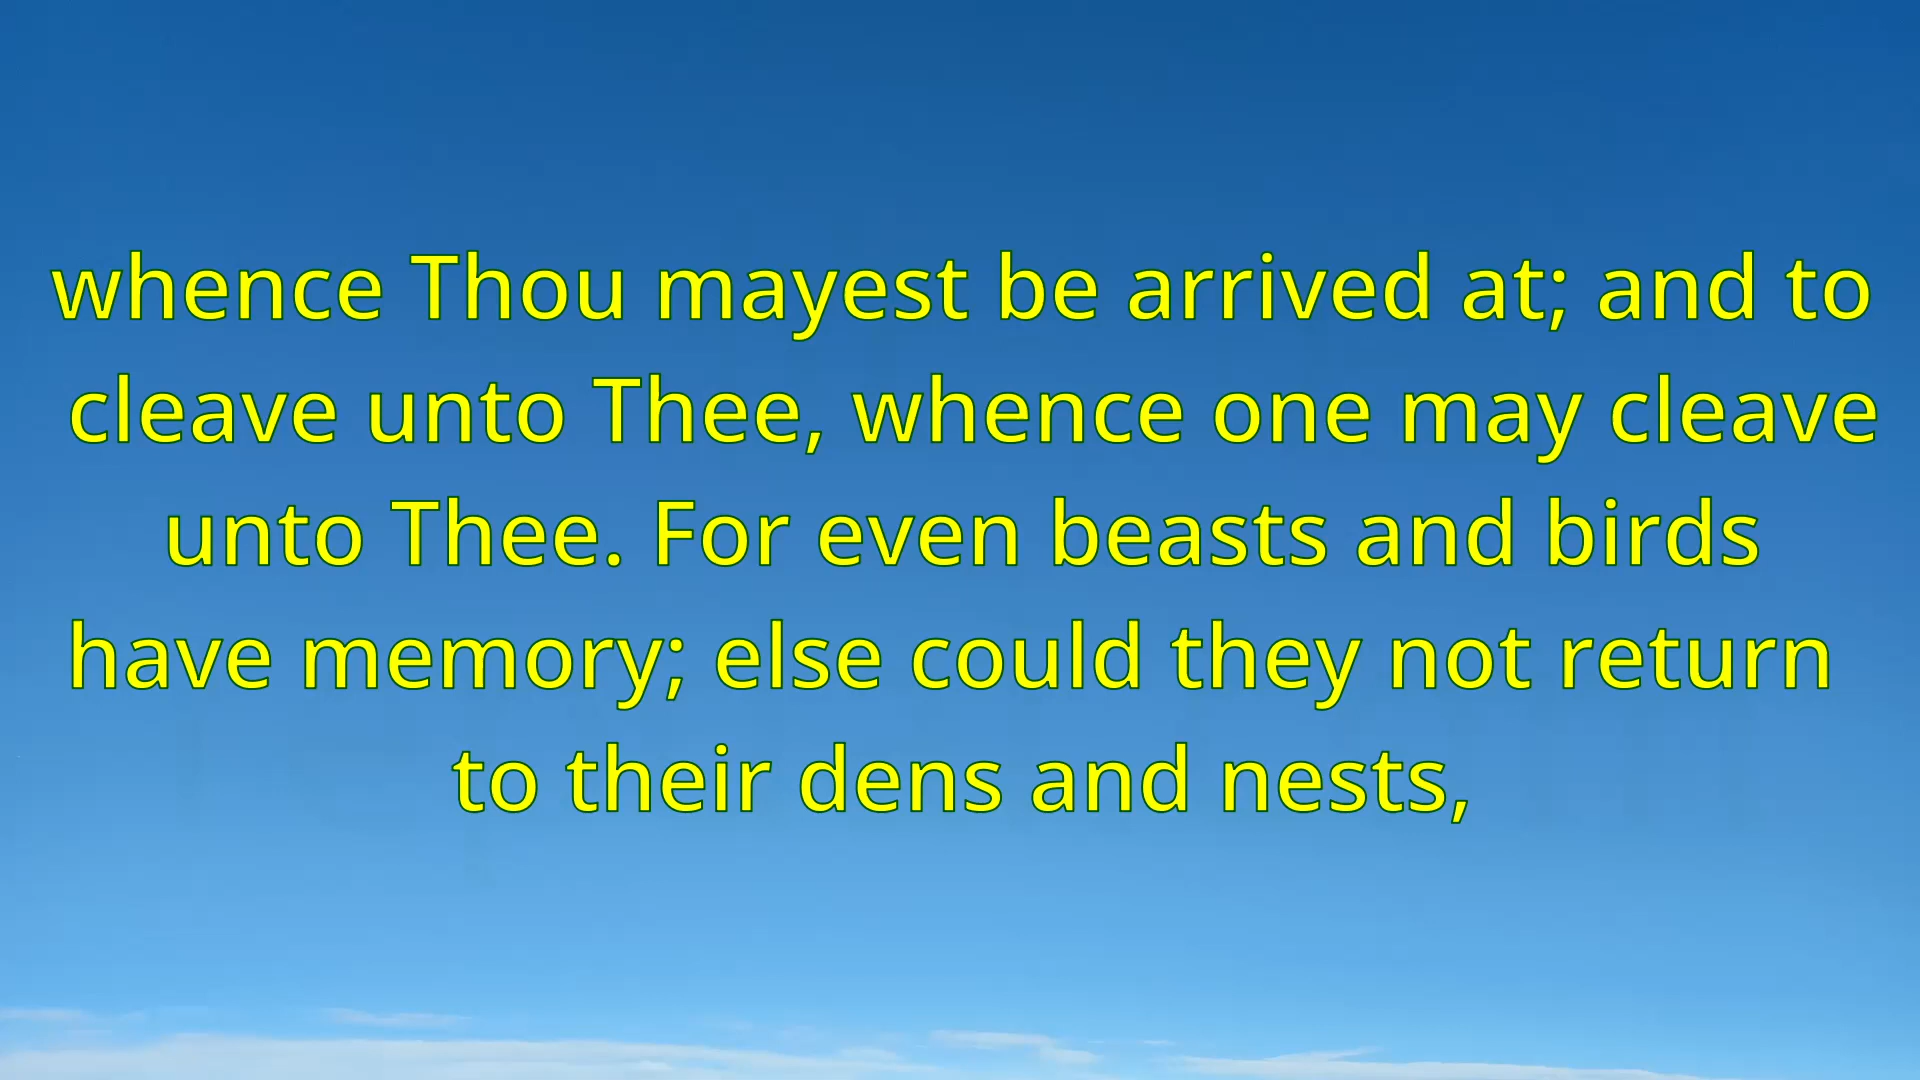 whence Thou mayest be arrived at; and to
cleave unto Thee, whence one may cleave
unto Thee. For even beasts and birds
have memory; else could they not return
to their dens and nests,